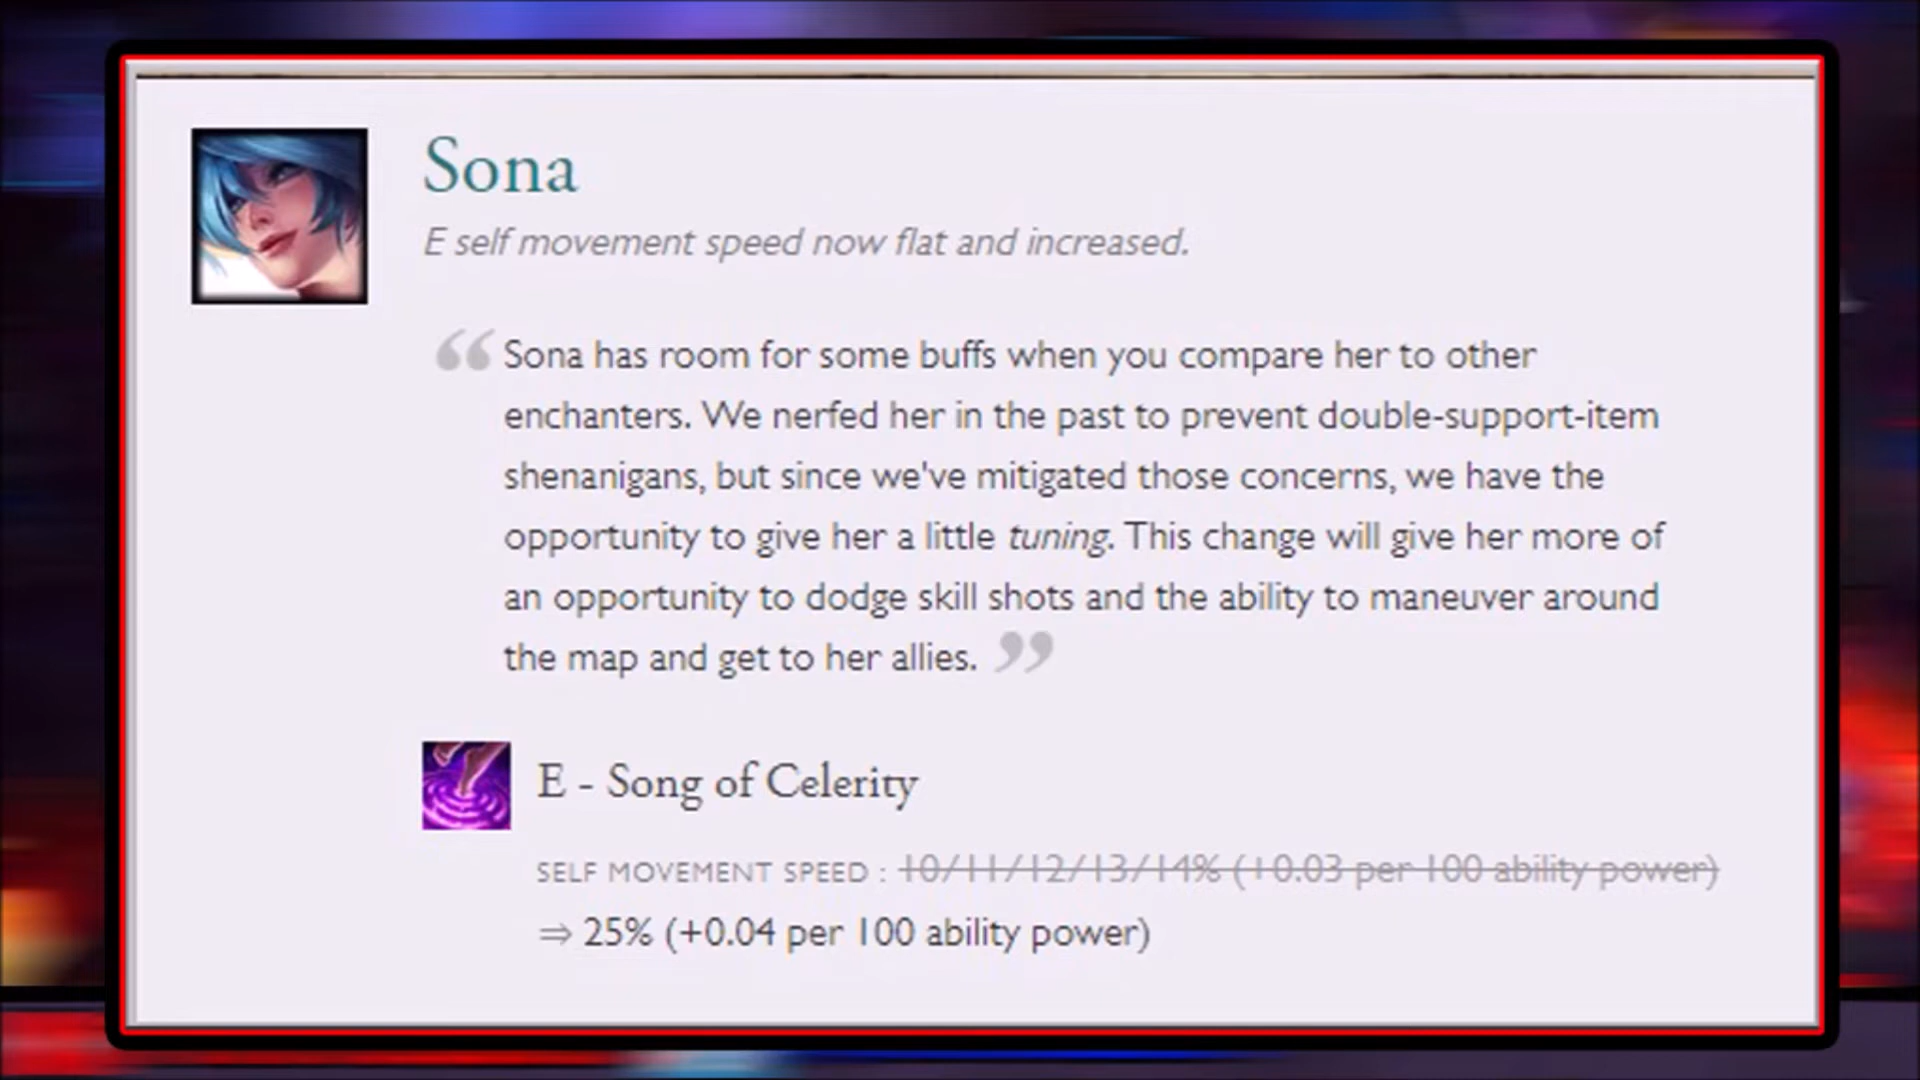 Sona
E self movement speed now flat and increased.
“ Sona has room for some buffs when you compare her to other
enchanters. We nerfed her in the past to prevent double-support-item
shenanigans, but since we've mitigated those concerns, we have the
opportunity to give her a little tuning. This change will give her more of
an opportunity to dodge skill shots and the ability to maneuver around
the map and get to her allies. ”
E - Song of Celerity
SELF MOVEMENT SPEED : 10/11/12/13/14% (+0.03 per 100 ability power)
⇒ 25% (+0.04 per 100 ability power)